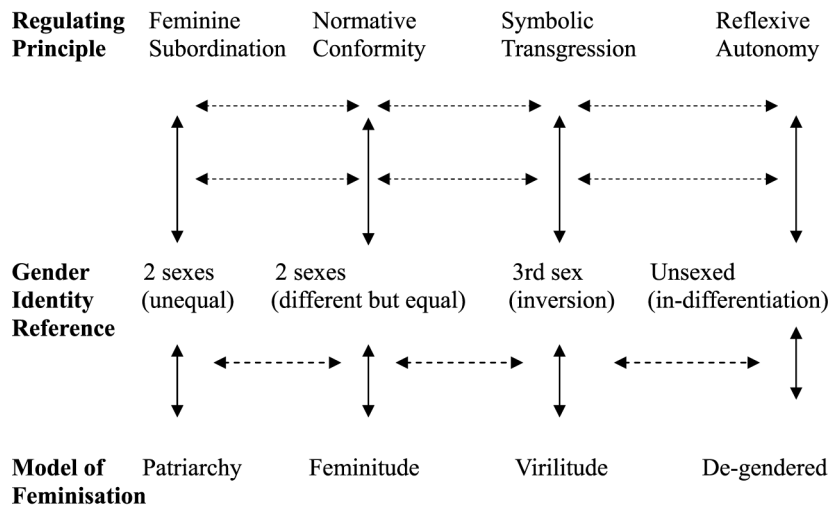 Regulating Feminine Normative Symbolic Reflexive
Principle Subordination Conformity Transgression Autonomy
Gender 2 sexes 2 sexes 3rd sex Unsexed
Identity (unequal) (different but equal) (inversion) (in-differentiation)
Reference
Model of Patriarchy Feminitude Virilitude De-gendered
Feminisation